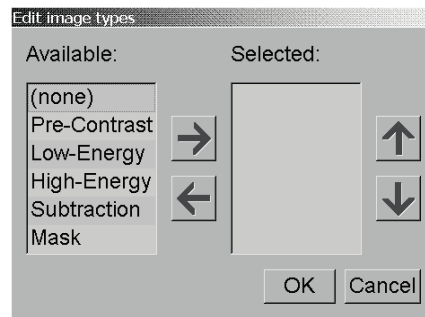 Edit image types
Available:
Selected:
(none)
Pre-Contrast
Low-Energy
High-Energy
Subtraction
Mask
OK
Cancel